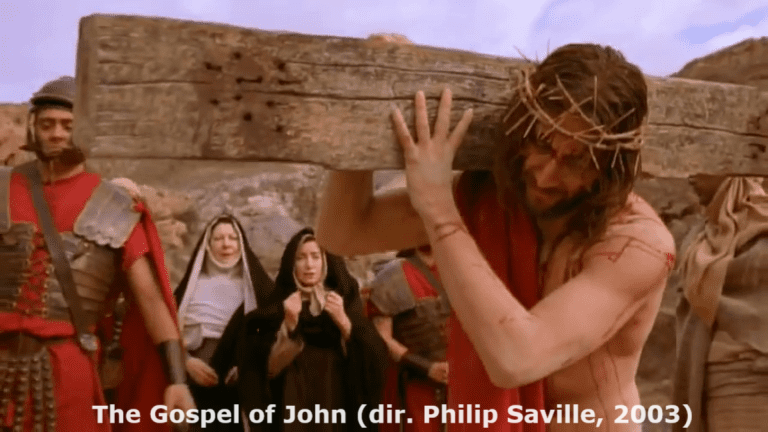 The Gospel of John (dir. Philip Saville, 2003)